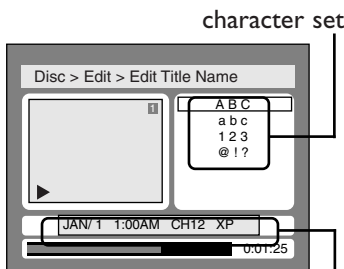 character set
Disc > Edit > Edit Title Name
1
A B C
a b c
1 2 3
@ ! ?
JAN/ 1 1:00AM CH12 XP
0:01:25